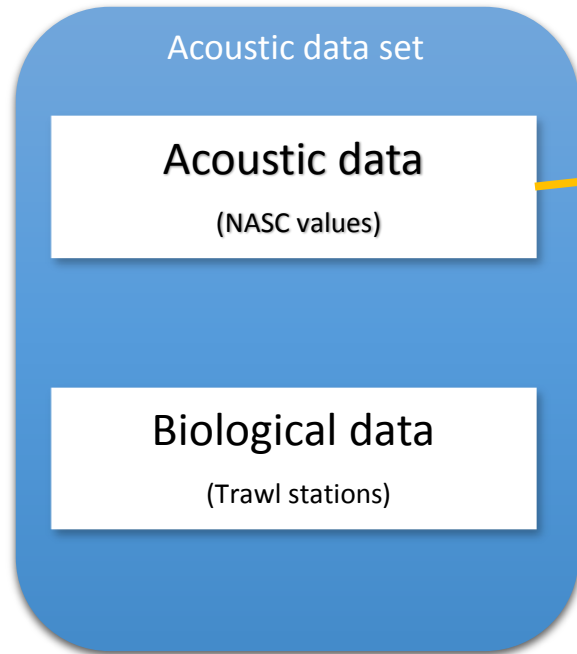 Acoustic data set
Acoustic data
(NASC values)
Biological data
(Trawl stations)